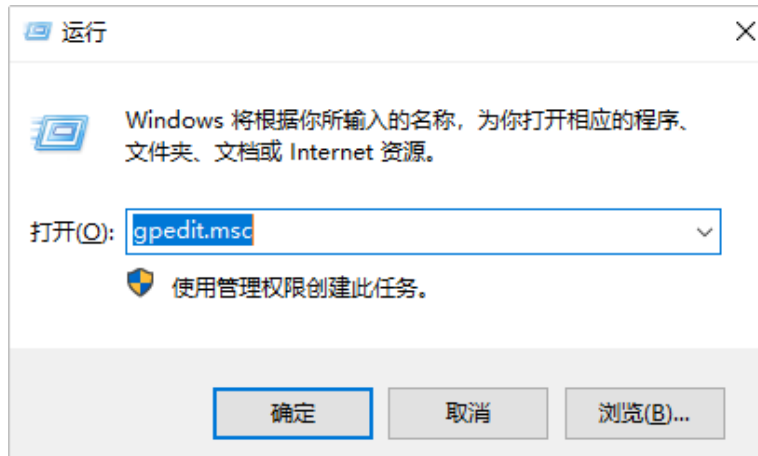 运行
Windows 将根据你所输入的名称，为你打开相应的程序、
文件夹、文档或 Internet 资源。
打开(O): gpedit.msc
使用管理权限创建此任务。
确定 取消 浏览(B)...